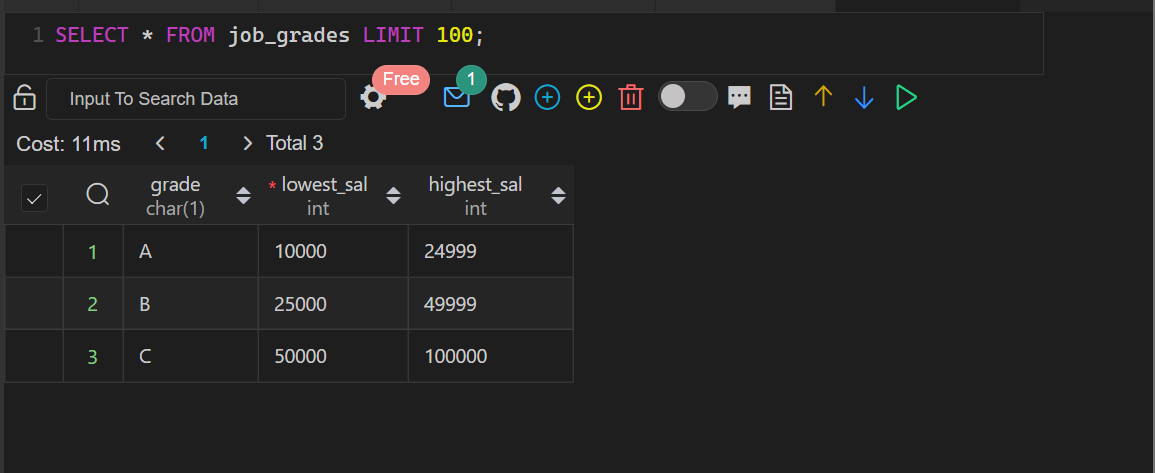 1 SELECT * FROM job_grades LIMIT 100;
Input To Search Data Free 1
Cost: 11ms 1 Total 3
grade * lowest_sal highest_sal
char(1) int int
1 A 10000 24999
2 B 25000 49999
3 C 50000 100000